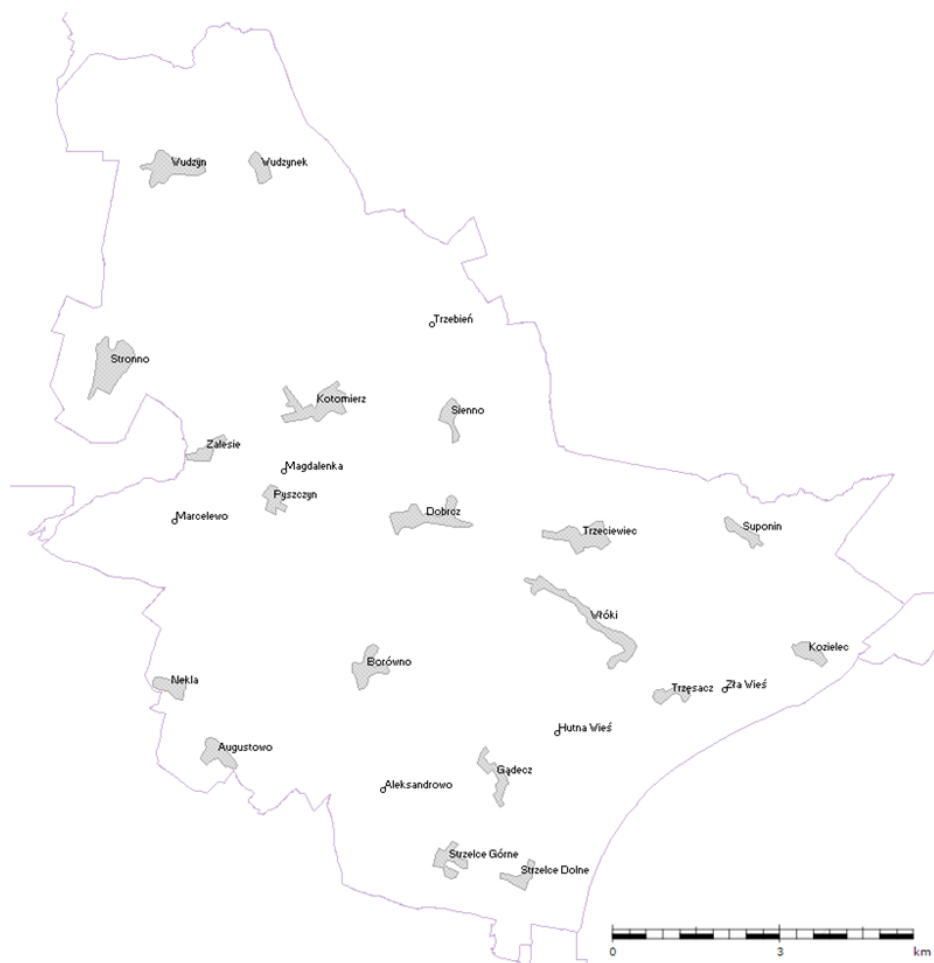 Wudzyn
Wudzynek
Trzebień
Stronno
Kotomierz
Sienno
Zalesie
Magdalenka
Pyszczyn
Marcelewo
Dobrcz
Trzeciewiec
Suponin
Włóki
Kozielec
Borówno
Nekla
Trzęsacz
Zła Wieś
Hutna Wieś
Augustowo
Gądecz
Aleksandrowo
Strzelce Górne
Strzelce Dolne
0 3 km